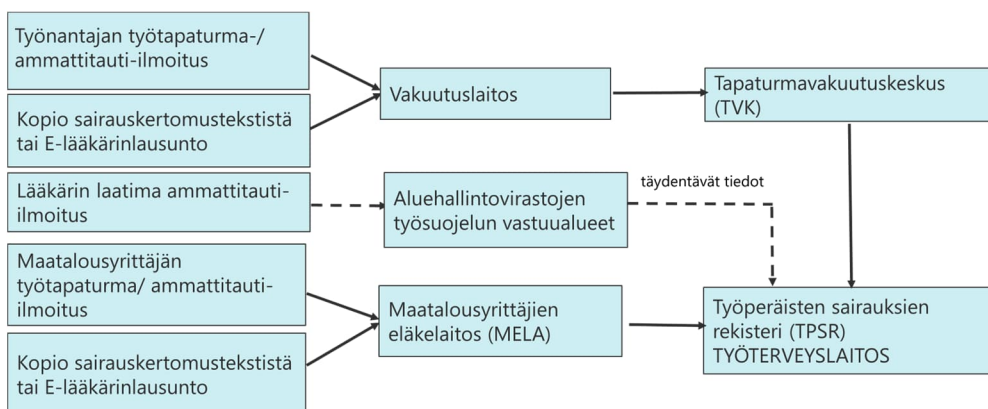 Työnantajan työtapaturma-/
ammattitauti-ilmoitus
Kopio sairauskertomustekstistä
tai E-lääkärinlausunto
Vakuutuslaitos
Tapaturmavakuutuskeskus
(TVK)
Lääkärin laatima ammattitauti-
ilmoitus
Aluehallintovirastojen
työsuojelun vastuualueet
täydentävät tiedot
Maatalousyrittäjän
työtapaturma/ ammattitauti-
ilmoitus
Kopio sairauskertomustekstistä
tai E-lääkärinlausunto
Maatalousyrittäjien
eläkelaitos (MELA)
Työperäisten sairauksien
rekisteri (TPSR)
TYÖTERVEYSLAITOS